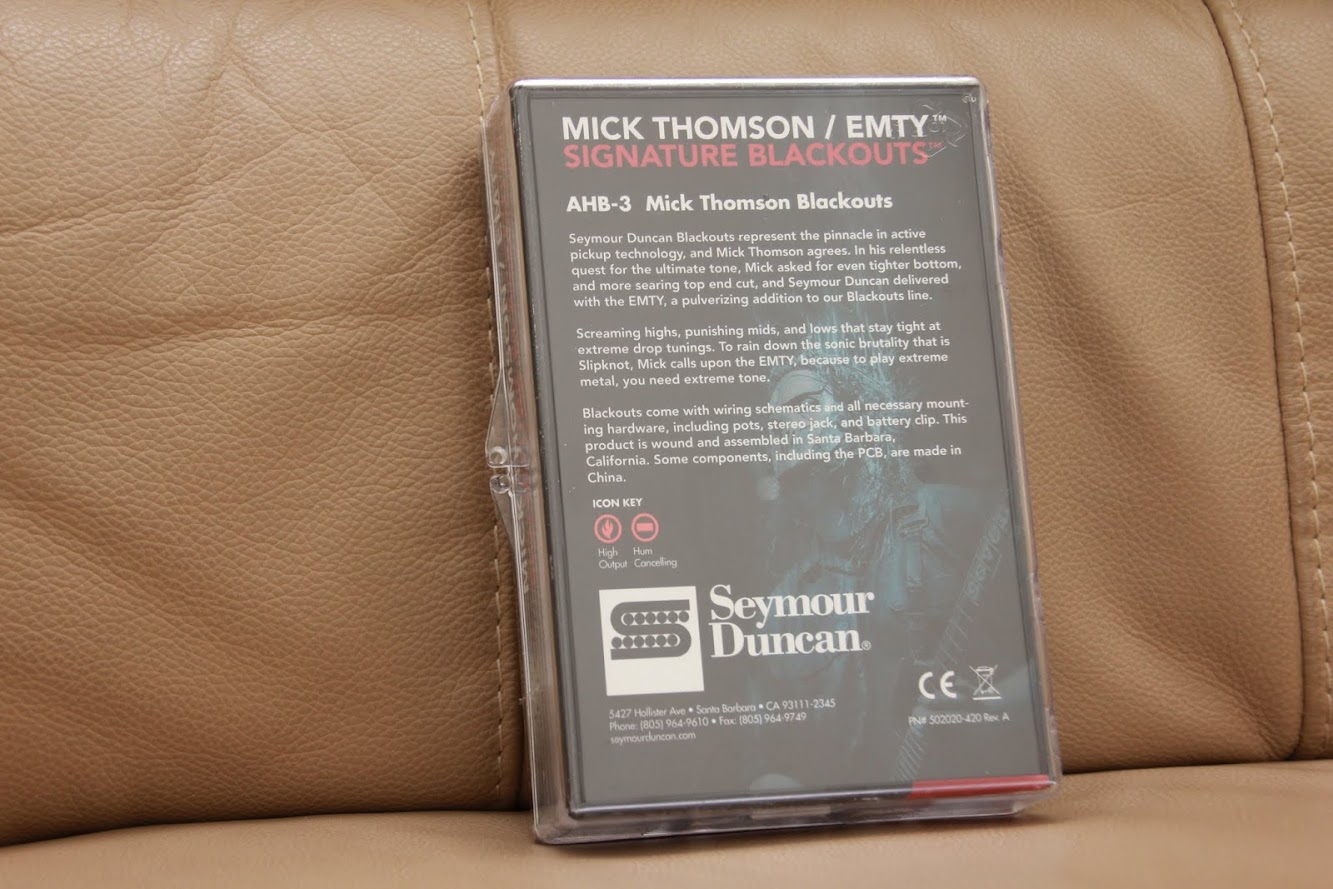 MICK THOMSON / EMTY™
SIGNATURE BLACKOUTS™
AHB-3 Mick Thomson Blackouts
Seymour Duncan Blackouts represent the pinnacle in active
pickup technology, and Mick Thomson agrees. In his relentless
quest for the ultimate tone, Mick asked for even tighter bottom,
and more searing top end cut, and Seymour Duncan delivered
with the EMTY, a pulverizing addition to our Blackouts line.
Screaming highs, punishing mids, and lows that stay tight at
extreme drop tunings. To rain down the sonic brutality that is
Slipknot, Mick calls upon the EMTY, because to play extreme
metal, you need extreme tone.
Blackouts come with wiring schematics and all necessary mount-
ing hardware, including pots, stereo jack, and battery clip. This
product is wound and assembled in Santa Barbara,
California. Some components, including the PCB, are made in
China.
ICON KEY
High Hum
Output Cancelling
Seymour
Duncan®
CE
5427 Hollister Ave • Santa Barbara • CA 93111-2345
Phone: (805) 964-9610 • Fax: (805) 964-9749
seymourduncan.com
PN# 502020-420 Rev. A